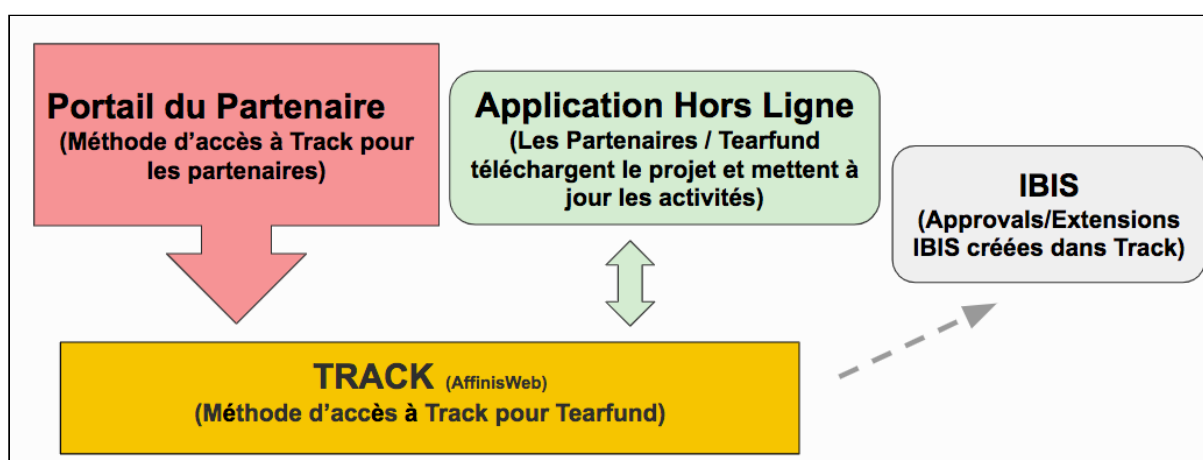 Portail du Partenaire
(Méthode d'accès à Track pour
les partenaires)
Application Hors Ligne
(Les Partenaires / Tearfund
téléchargent le projet et mettent à
jour les activités)
IBIS
(Approvals/Extensions
IBIS créées dans Track)
TRACK (AffinisWeb)
(Méthode d'accès à Track pour Tearfund)